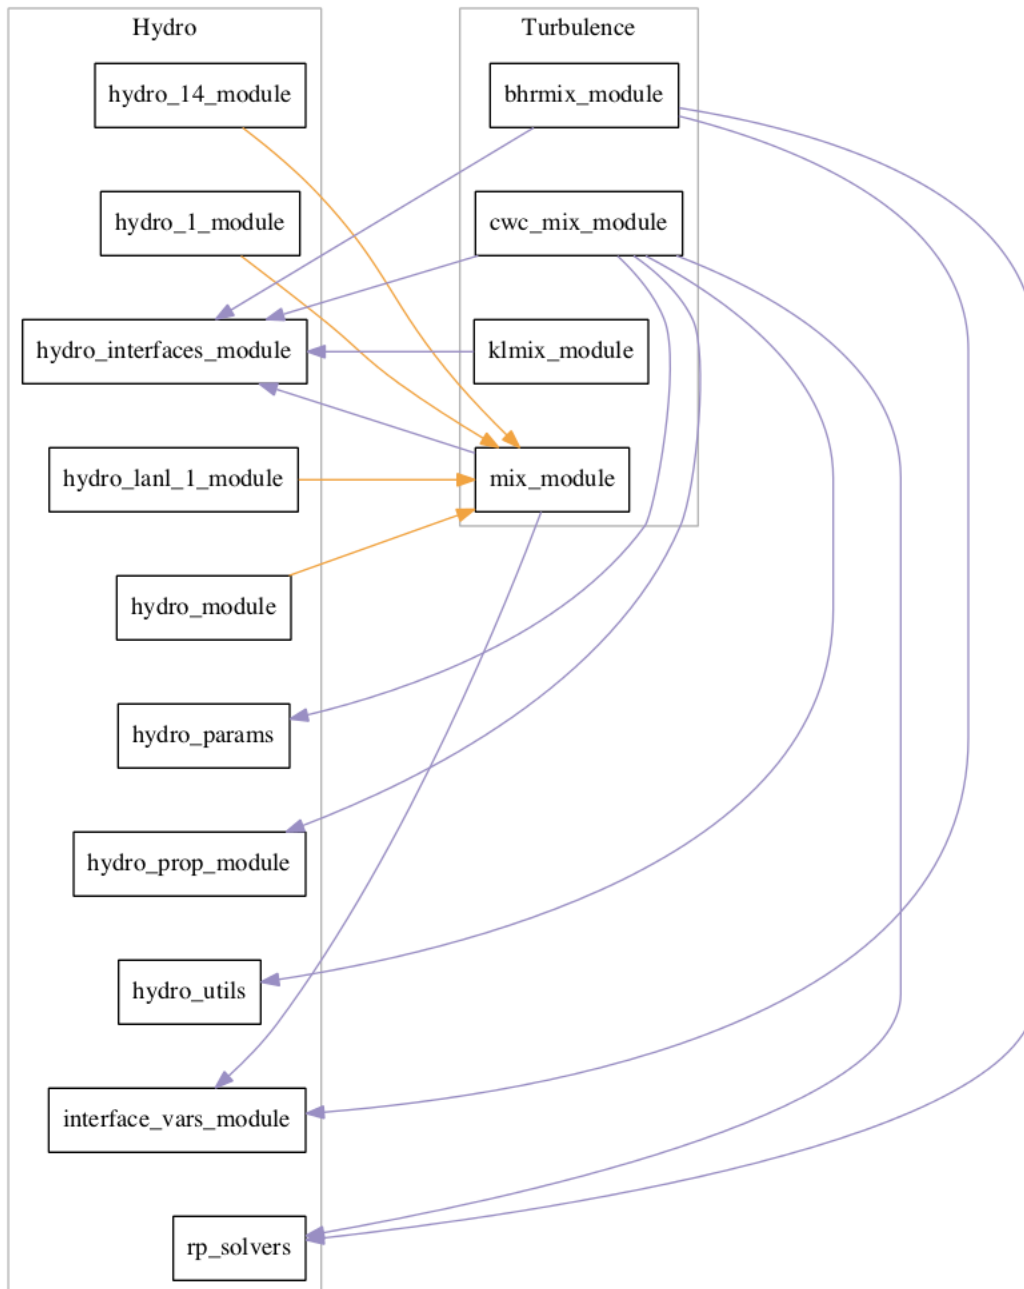 Hydro
hydro_14_module
hydro_1_module
hydro_interfaces_module
hydro_lanl_1_module
hydro_module
hydro_params
hydro_prop_module
hydro_utils
interface_vars_module
rp_solvers
Turbulence
bhrmix_module
cwc_mix_module
klmix_module
mix_module